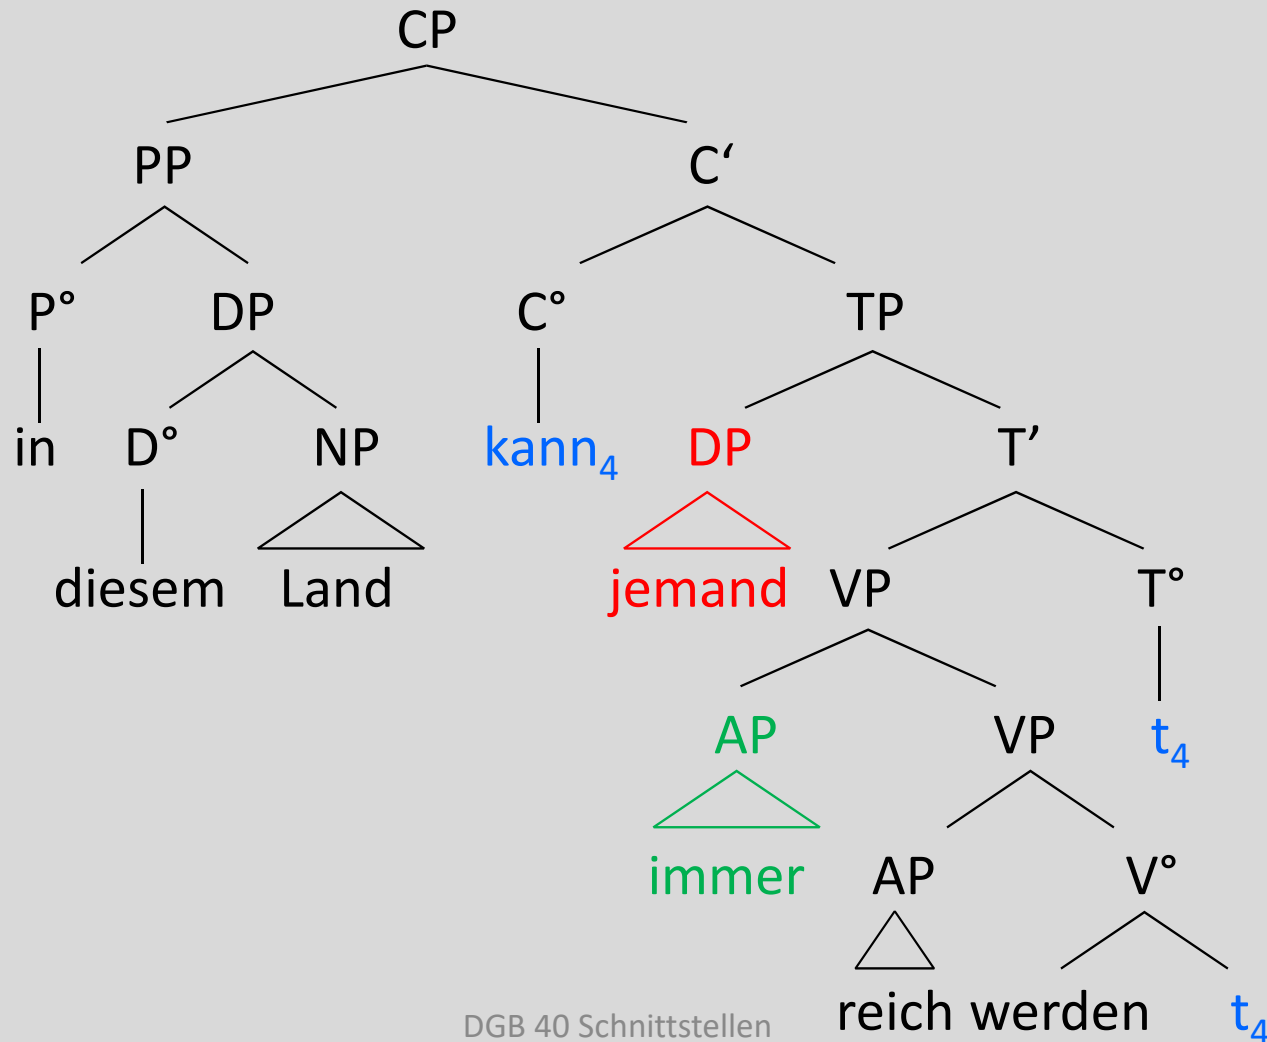 CP
PP C‘
P° DP C° TP
in D° NP kann₄ DP T’
diesem Land jemand VP T°
AP VP t₄
immer AP V°
reich werden t₄
DGB 40 Schnittstellen